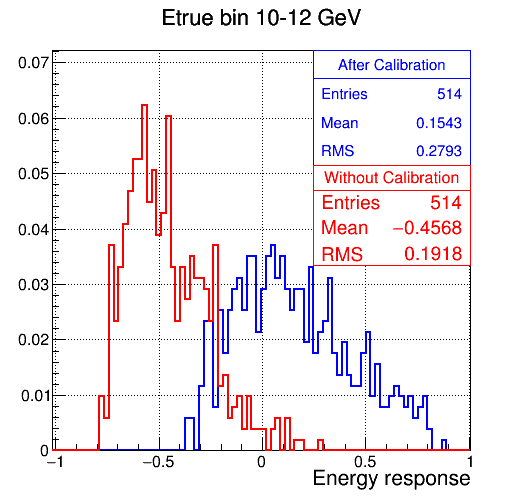 Etrue bin 10-12 GeV
After Calibration
Entries 514
Mean 0.1543
RMS 0.2793
Without Calibration
Entries 514
Mean −0.4568
RMS 0.1918
0.07
0.06
0.05
0.04
0.03
0.02
0.01
0
−1 −0.5 0 0.5 1
Energy response